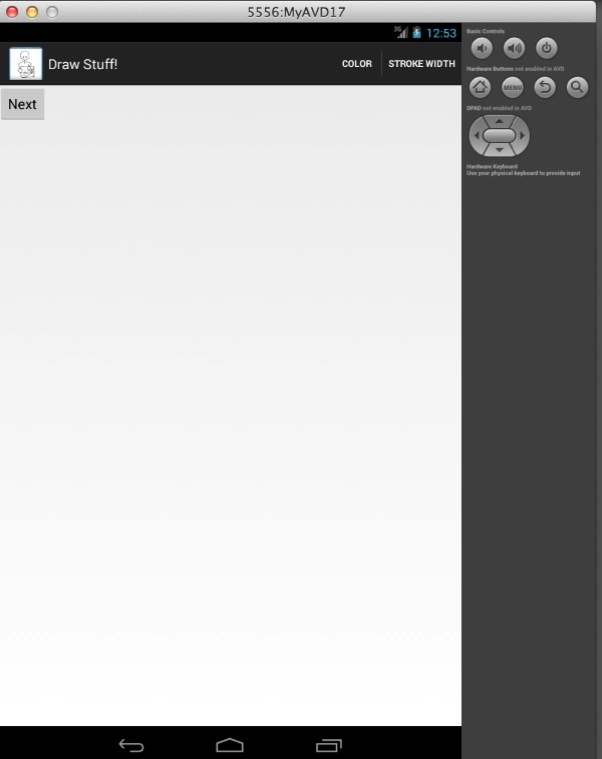 5556:MyAVD17
3G
12:53
Draw Stuff!
COLOR
STROKE WIDTH
Next
Basic Controls
Hardware Buttons not enabled in AVD
MENU
DPAD not enabled in AVD
Hardware Keyboard
Use your physical keyboard to provide input